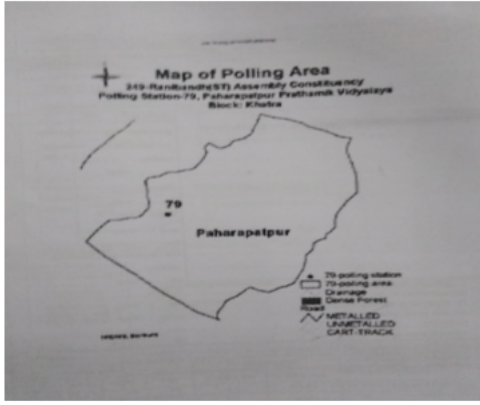 Map of Polling Area
249-Ranibandh(ST) Assembly Constituency
Polling Station-79, Paharapatpur Prathamik Vidyalaya
Block: Khatra
79
Paharapatpur
79-polling station
79-polling area
Drainage
Dense Forest
Road
METALLED
UNMETALLED
CART-TRACK